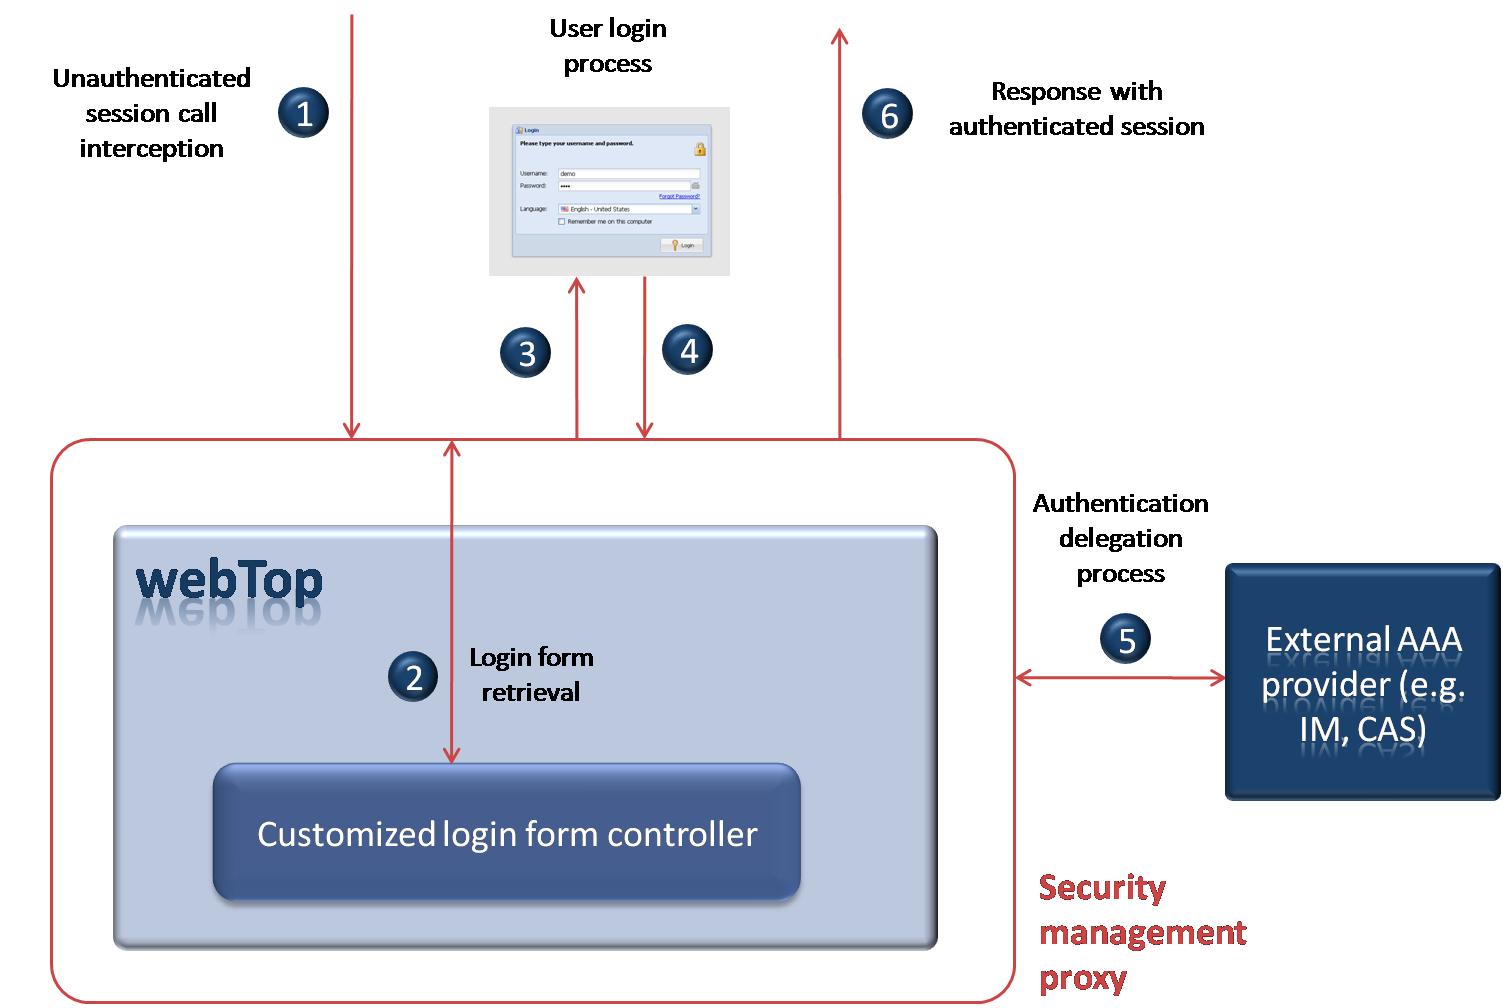 Unauthenticated
session call
interception
1
User login
process
Login
Please type your username and password.
Username: demo
Password: ••••
Forgot Password?
Language: English - United States
Remember me on this computer
Login
6
Response with
authenticated session
3
4
webTop
2
Login form
retrieval
Customized login form controller
Authentication
delegation
process
5
External AAA
provider (e.g.
IM, CAS)
Security
management
proxy